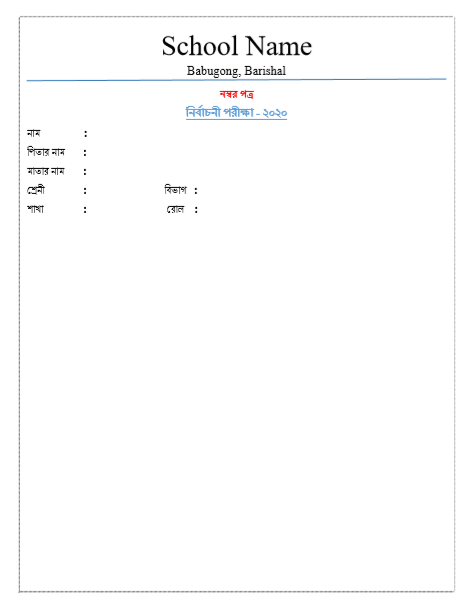 School Name
Babugong, Barishal
নম্বর পত্র
নির্বাচনী পরীক্ষা - ২০২০
নাম :
পিতার নাম :
মাতার নাম :
শ্রেনী : বিভাগ :
শাখা : রোল :